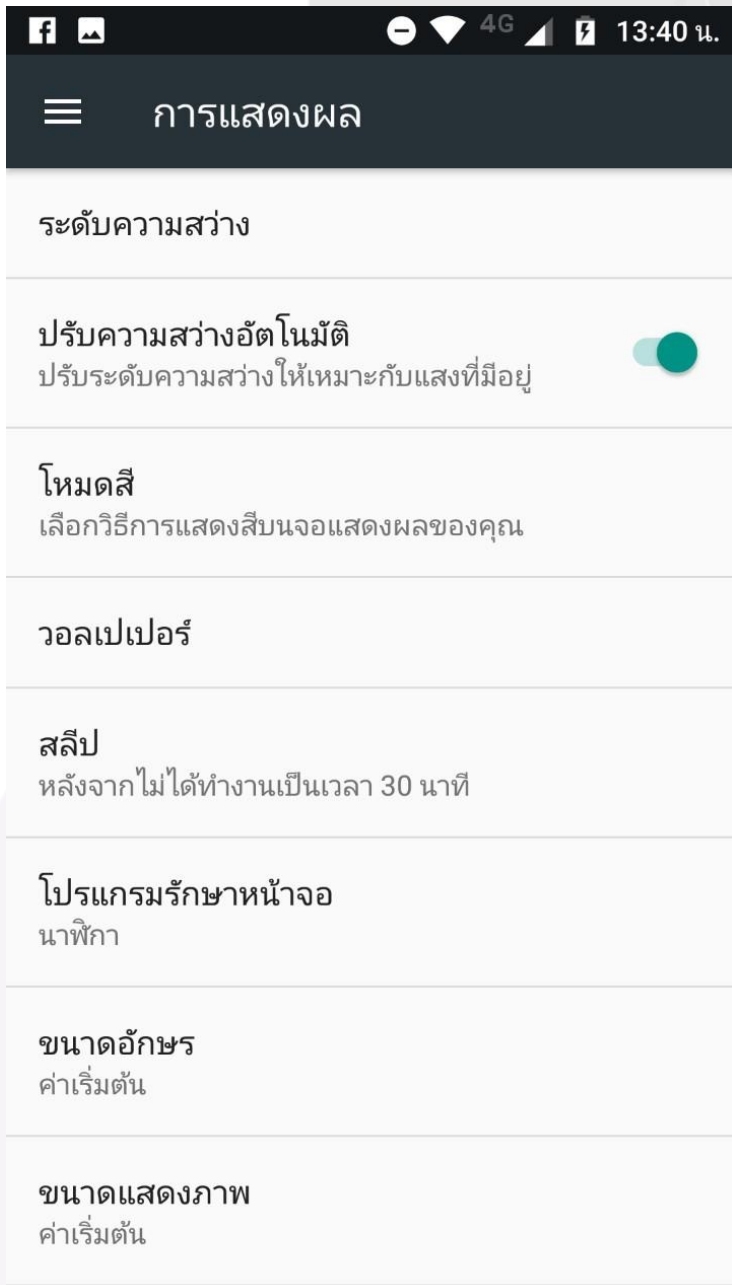 4G 13:40 น.
การแสดงผล
ระดับความสว่าง
ปรับความสว่างอัตโนมัติ
ปรับระดับความสว่างให้เหมาะกับแสงที่มีอยู่
โหมดสี
เลือกวิธีการแสดงสีบนจอแสดงผลของคุณ
วอลเปเปอร์
สลีป
หลังจากไม่ได้ทำงานเป็นเวลา 30 นาที
โปรแกรมรักษาหน้าจอ
นาฬิกา
ขนาดอักษร
ค่าเริ่มต้น
ขนาดแสดงภาพ
ค่าเริ่มต้น